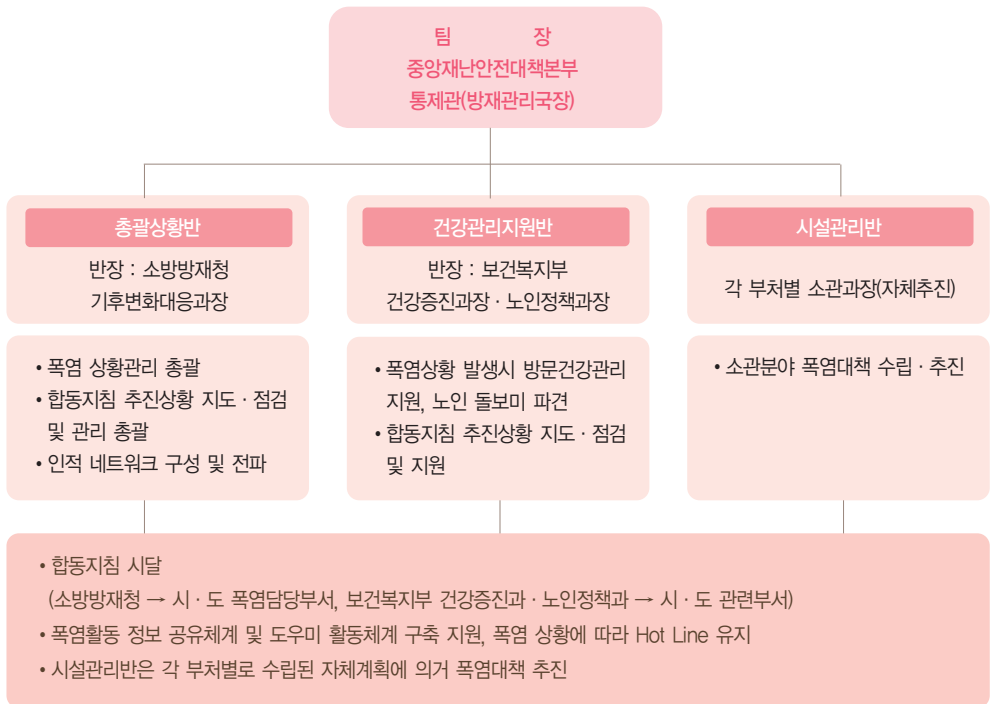 팀 장
중앙재난안전대책본부
통제관(방재관리국장)
총괄상황반
반장 : 소방방재청
기후변화대응과장
• 폭염 상황관리 총괄
• 합동지침 추진상황 지도 · 점검
및 관리 총괄
• 인적 네트워크 구성 및 전파
건강관리지원반
반장 : 보건복지부
건강증진과장 · 노인정책과장
• 폭염상황 발생시 방문건강관리
지원, 노인 돌보미 파견
• 합동지침 추진상황 지도 · 점검
및 지원
시설관리반
각 부처별 소관과장(자체추진)
• 소관분야 폭염대책 수립 · 추진
• 합동지침 시달
(소방방재청 → 시 · 도 폭염담당부서, 보건복지부 건강증진과 · 노인정책과 → 시 · 도 관련부서)
• 폭염활동 정보 공유체계 및 도우미 활동체계 구축 지원, 폭염 상황에 따라 Hot Line 유지
• 시설관리반은 각 부처별로 수립된 자체계획에 의거 폭염대책 추진